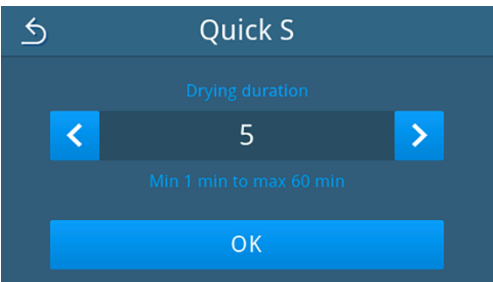 Quick S
Drying duration
5
Min 1 min to max 60 min
OK